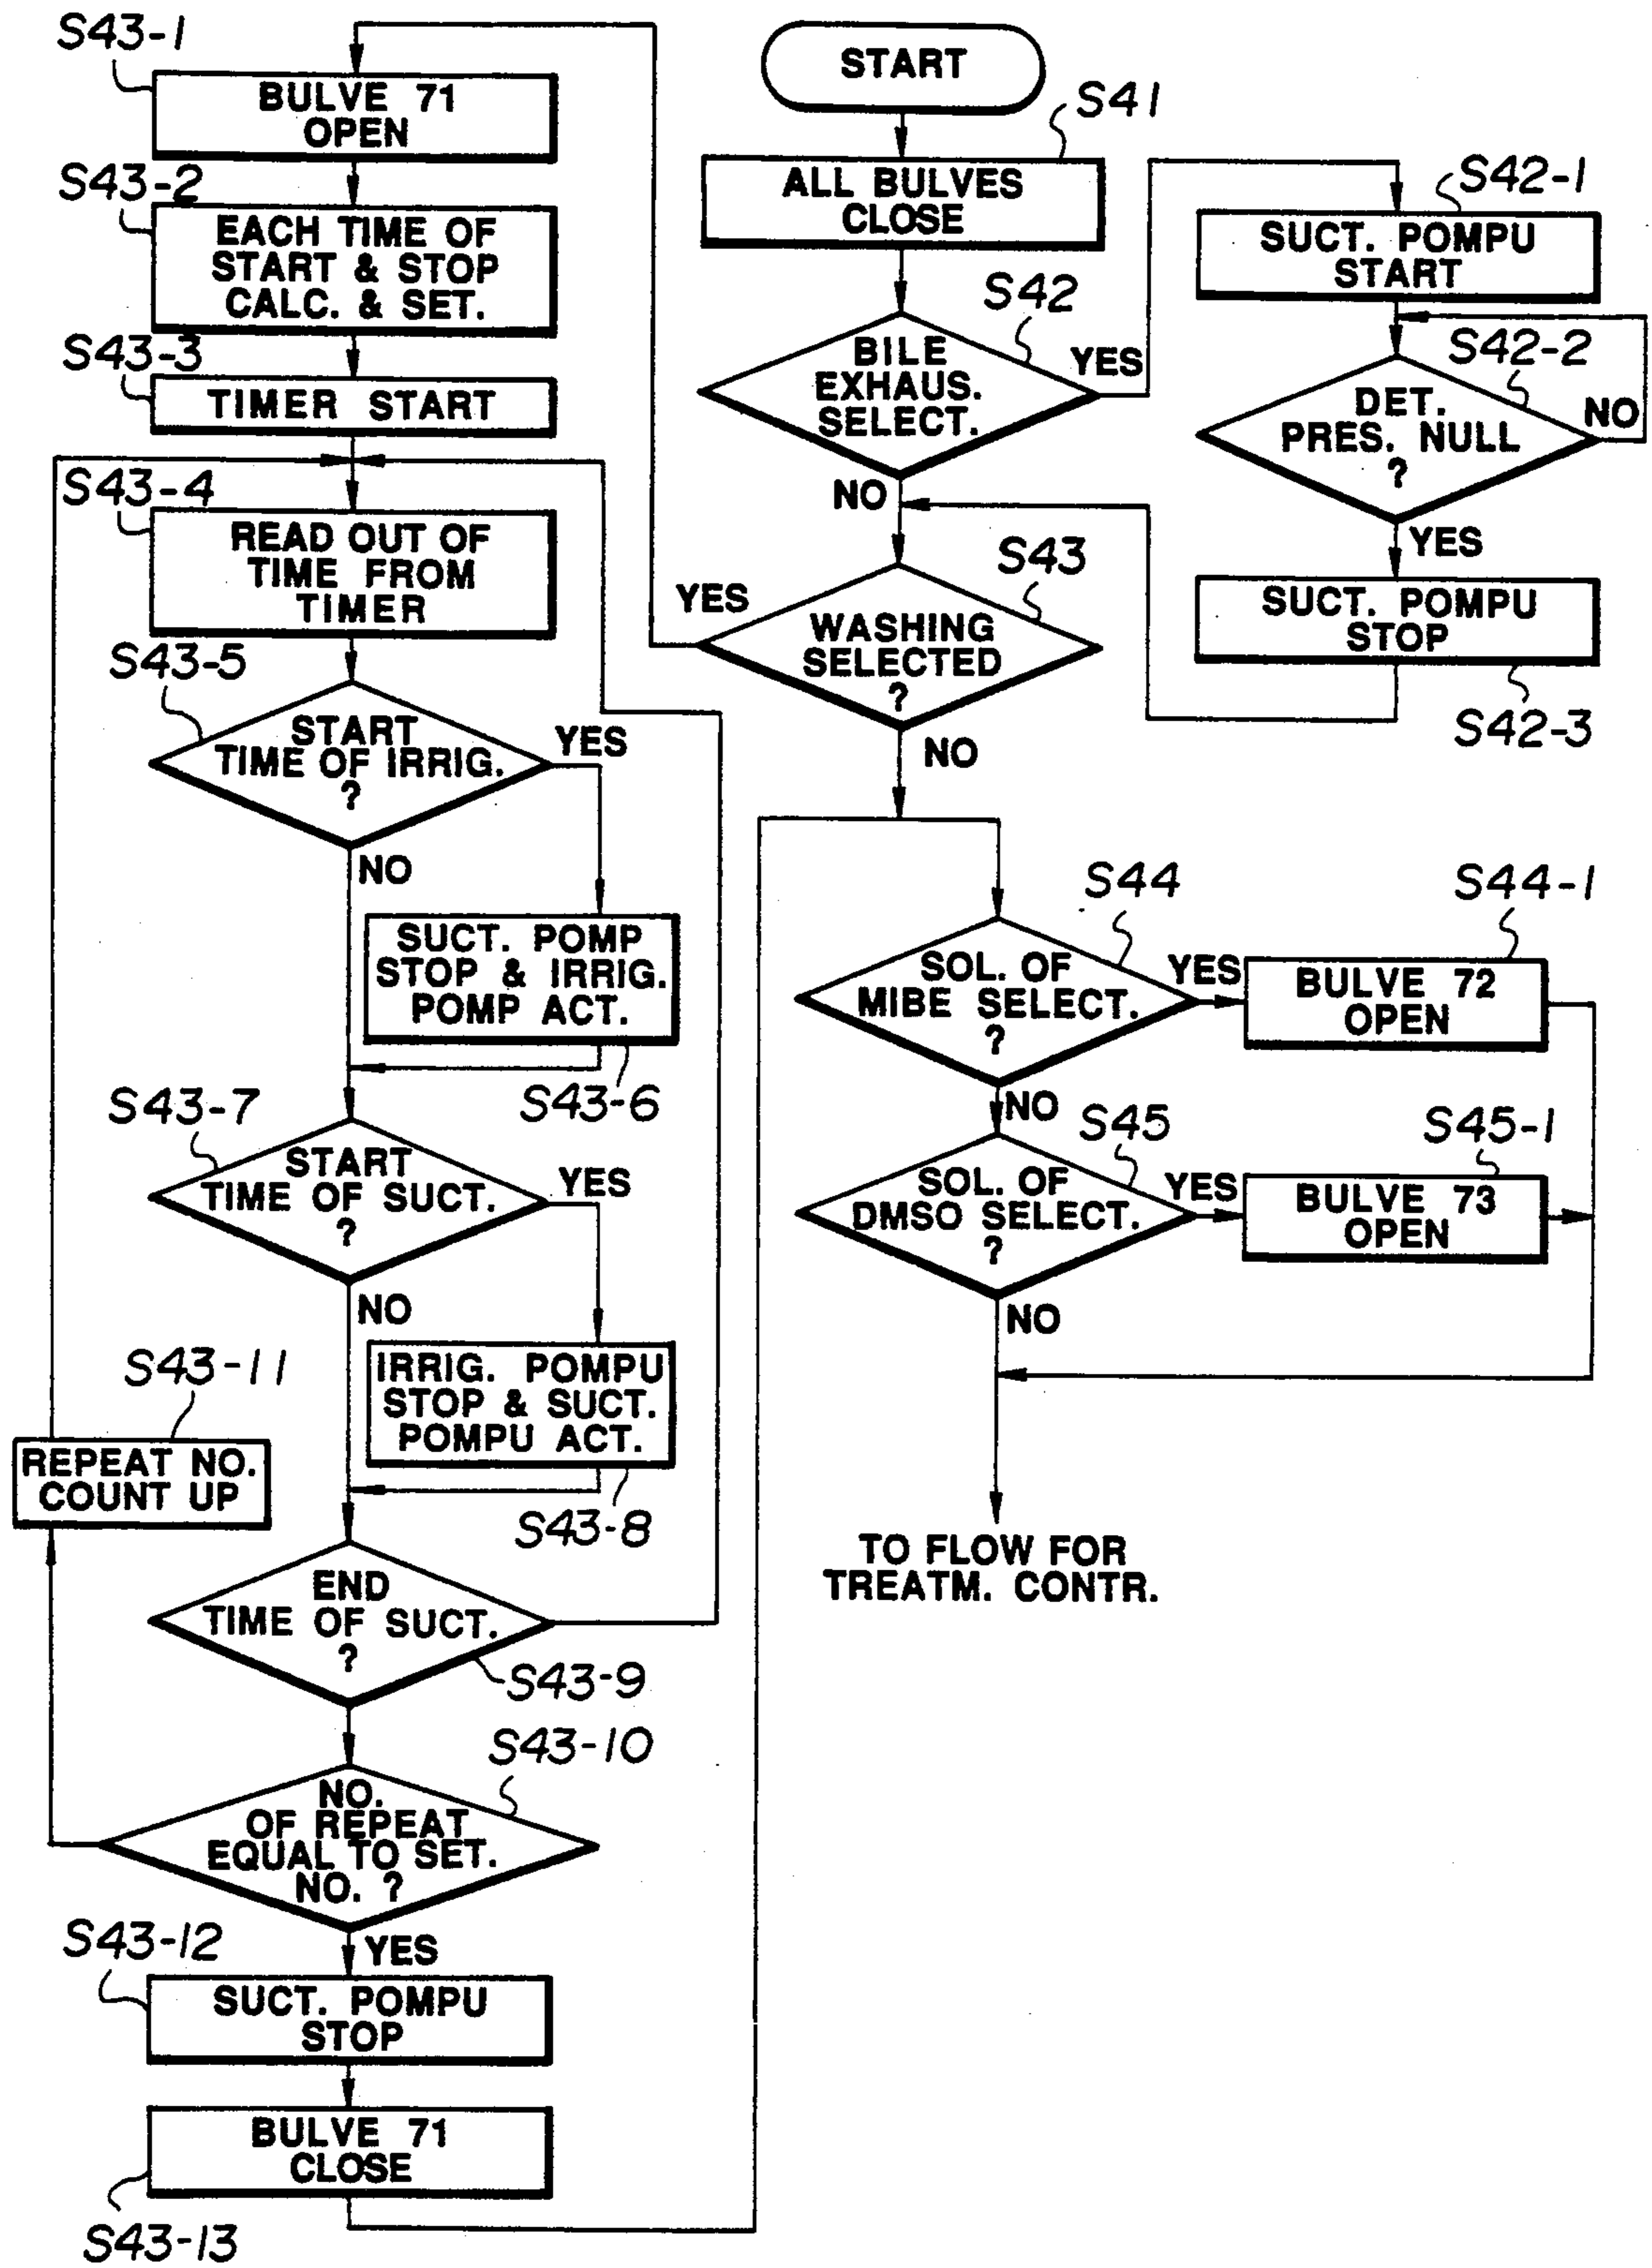 START
S41
ALL BULVES
CLOSE
S42
BILE
EXHAUS.
SELECT.
YES
NO
S42-1
SUCT. POMPU
START
S42-2
DET.
PRES. NULL
?
NO
YES
SUCT. POMPU
STOP
S42-3
S43
WASHING
SELECTED
?
YES
NO
S43-1
BULVE 71
OPEN
S43-2
EACH TIME OF
START & STOP
CALC. & SET.
S43-3
TIMER START
S43-4
READ OUT OF
TIME FROM
TIMER
S43-5
START
TIME OF IRRIG.
?
YES
NO
SUCT. POMP
STOP & IRRIG.
POMP ACT.
S43-6
S43-7
START
TIME OF SUCT.
?
YES
NO
IRRIG. POMPU
STOP & SUCT.
POMPU ACT.
S43-8
END
TIME OF SUCT.
?
S43-9
S43-10
NO.
OF REPEAT
EQUAL TO SET.
NO. ?
YES
S43-11
REPEAT NO.
COUNT UP
S43-12
SUCT. POMPU
STOP
BULVE 71
CLOSE
S43-13
S44
SOL. OF
MIBE SELECT.
?
YES
NO
S44-1
BULVE 72
OPEN
S45
SOL. OF
DMSO SELECT.
?
YES
NO
S45-1
BULVE 73
OPEN
TO FLOW FOR
TREATM. CONTR.